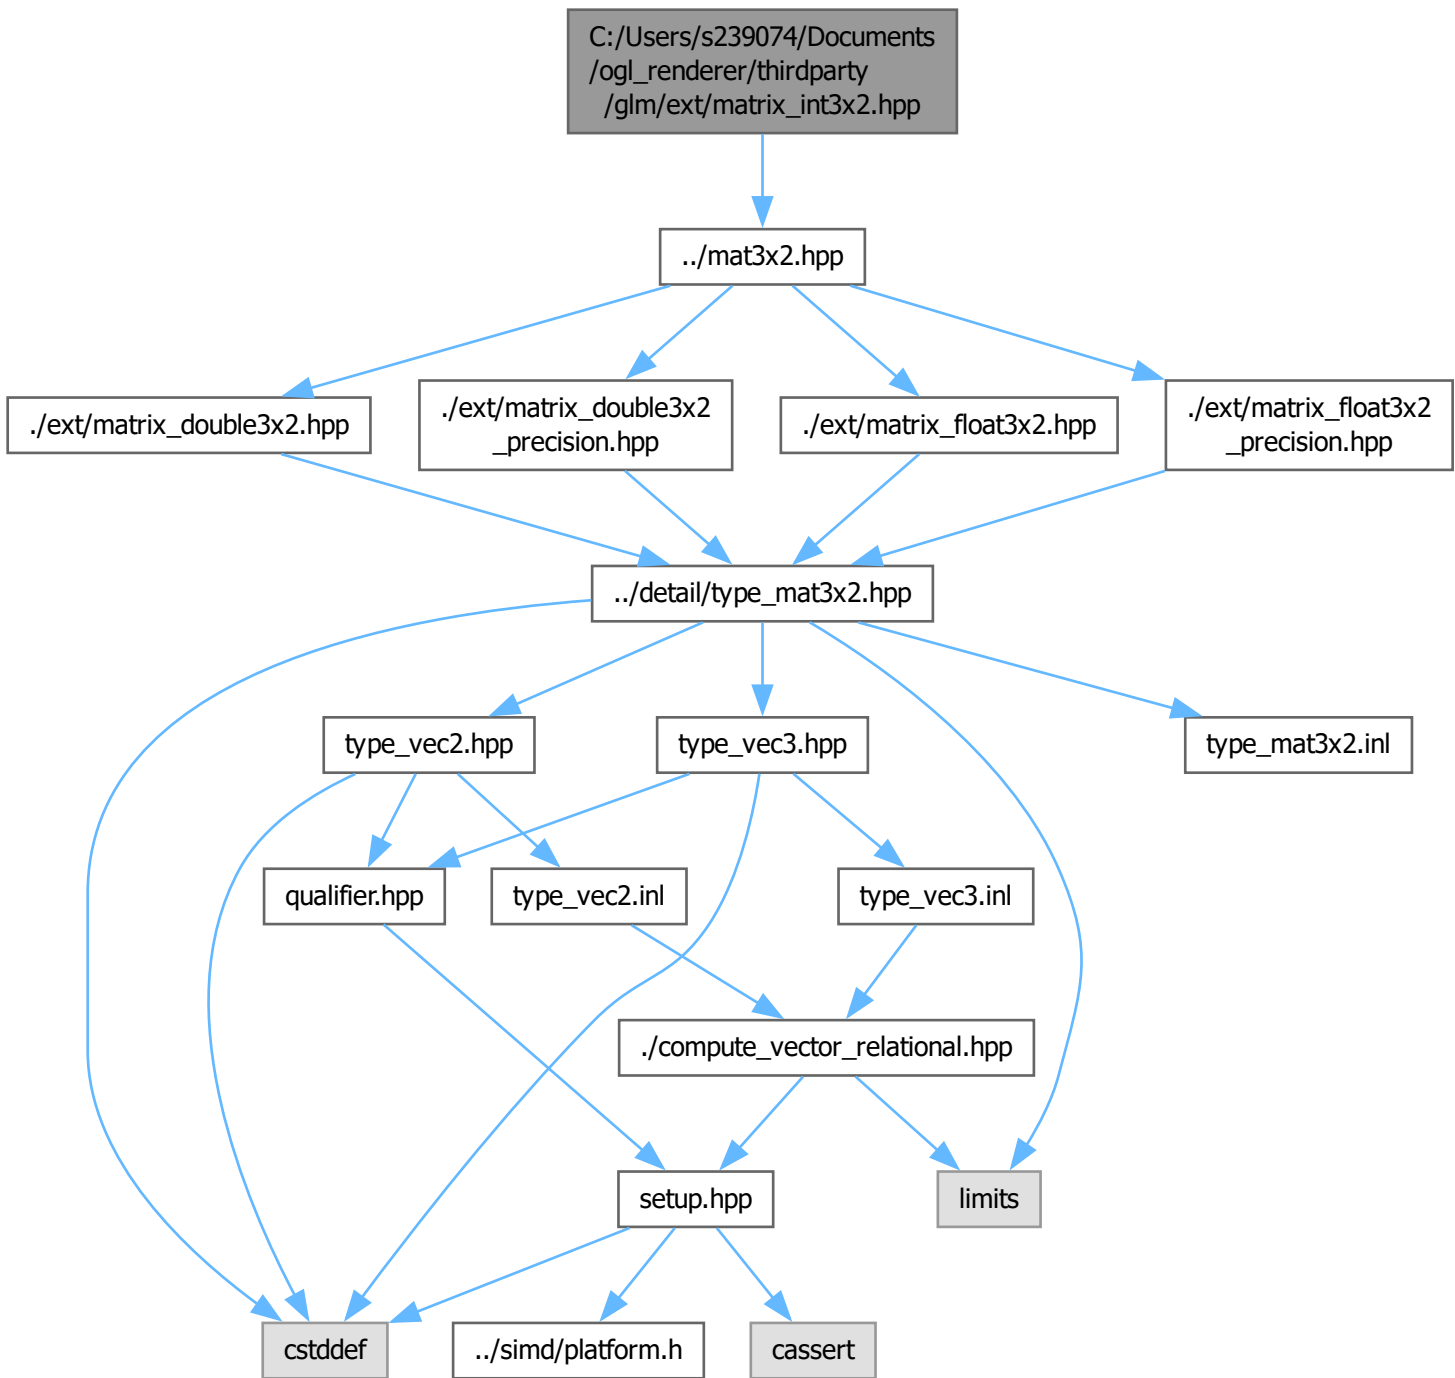 C:/Users/s239074/Documents
/ogl_renderer/thirdparty
/glm/ext/matrix_int3x2.hpp
../mat3x2.hpp
./ext/matrix_double3x2.hpp
./ext/matrix_double3x2
_precision.hpp
./ext/matrix_float3x2.hpp
./ext/matrix_float3x2
_precision.hpp
../detail/type_mat3x2.hpp
type_vec2.hpp
type_vec3.hpp
type_mat3x2.inl
qualifier.hpp
type_vec2.inl
type_vec3.inl
./compute_vector_relational.hpp
setup.hpp
limits
cstddef
../simd/platform.h
cassert